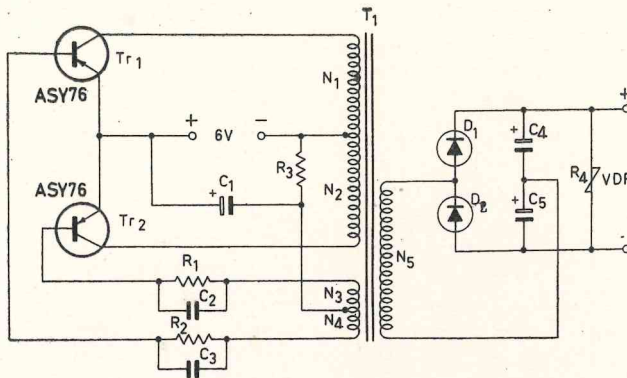 T1
Tr1
ASY76
N1
+ 6V -
R3
+ C1
N2
ASY76
Tr2
R1
C2
N3
N4
R2
C3
N5
D1
D2
+ C4
+ C5
R4 VDR
+
-